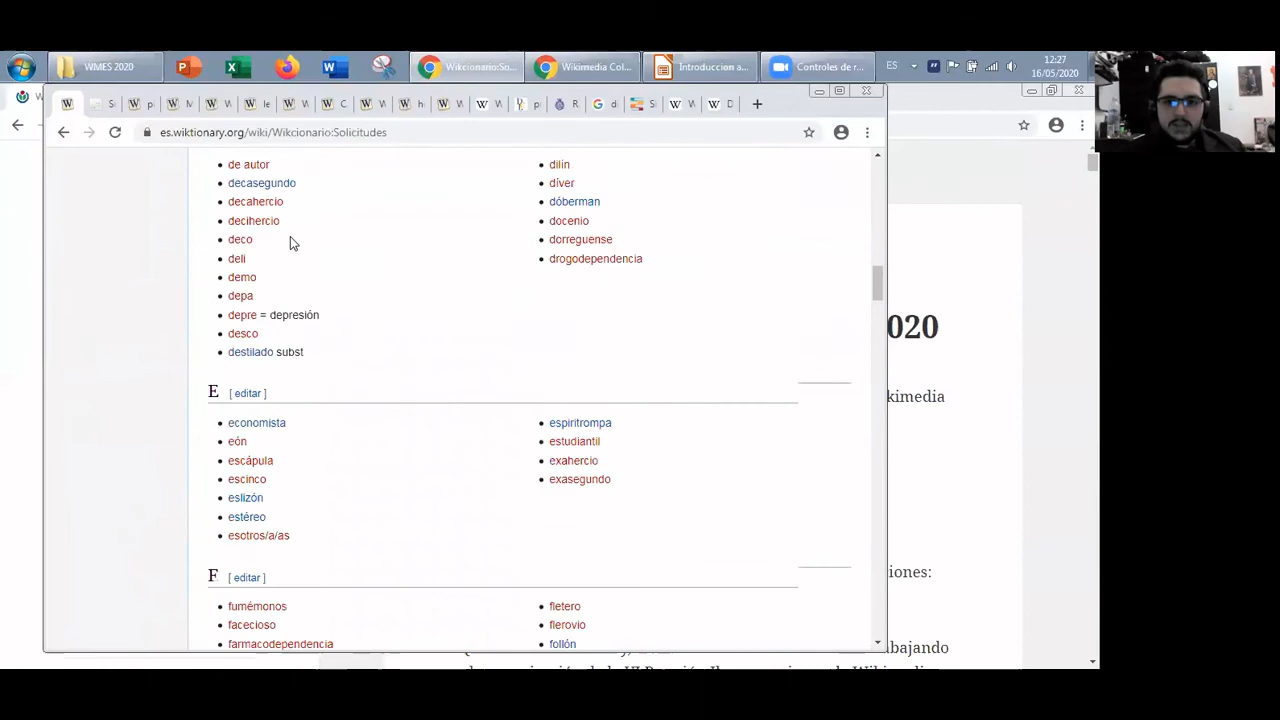 WMES 2020
Wikcionario:So...
Wikimedia Col...
Introduccion a...
Controles de r...
ES
12:27
16/05/2020
es.wiktionary.org/wiki/Wikcionario:Solicitudes
de autor
decasegundo
decahercio
decihercio
deco
deli
demo
depa
depre = depresión
desco
destilado subst
dilín
díver
dóberman
docenio
dorreguense
drogodependencia
E [ editar ]
economista
eón
escápula
escinco
eslizón
estéreo
esotros/a/as
espiritrompa
estudiantil
exahercio
exasegundo
F [ editar ]
fumémonos
facecioso
farmacodependencia
fletero
flerovio
follón
020
ikimedia
iones:
abajando